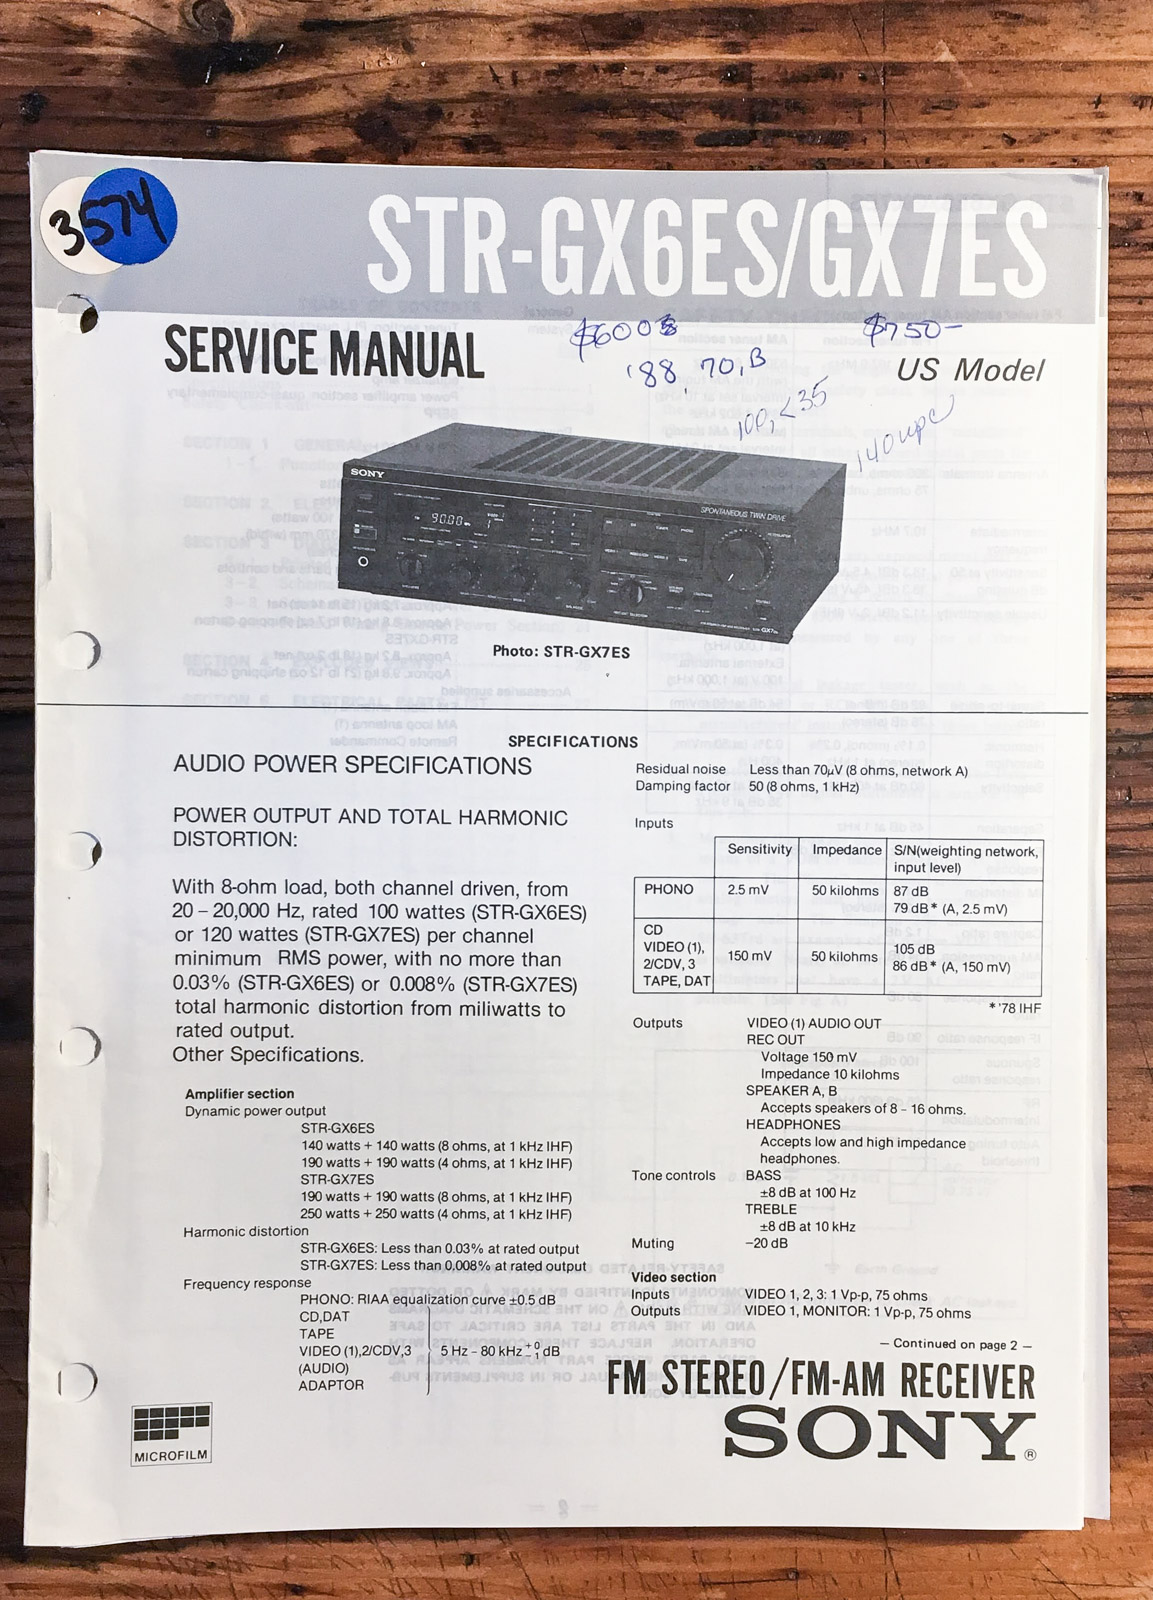 3574
STR-GX6ES/GX7ES
SERVICE MANUAL
$600
$750-
'88 70, B
US Model
100, <35
140wpc
SONY
90.00
SPONTANEOUS TWIN DRIVE
GX7ES
Photo: STR-GX7ES
SPECIFICATIONS
AUDIO POWER SPECIFICATIONS
POWER OUTPUT AND TOTAL HARMONIC
DISTORTION:
With 8-ohm load, both channel driven, from
20 – 20,000 Hz, rated 100 wattes (STR-GX6ES)
or 120 wattes (STR-GX7ES) per channel
minimum RMS power, with no more than
0.03% (STR-GX6ES) or 0.008% (STR-GX7ES)
total harmonic distortion from miliwatts to
rated output.
Other Specifications.
Amplifier section
Dynamic power output
STR-GX6ES
140 watts + 140 watts (8 ohms, at 1 kHz IHF)
190 watts + 190 watts (4 ohms, at 1 kHz IHF)
STR-GX7ES
190 watts + 190 watts (8 ohms, at 1 kHz IHF)
250 watts + 250 watts (4 ohms, at 1 kHz IHF)
Harmonic distortion
STR-GX6ES: Less than 0.03% at rated output
STR-GX7ES: Less than 0.008% at rated output
Frequency response
PHONO: RIAA equalization curve ±0.5 dB
CD,DAT
TAPE
VIDEO (1),2/CDV,3 5 Hz – 80 kHz +0 −1 dB
(AUDIO)
ADAPTOR
MICROFILM
Residual noise Less than 70µV (8 ohms, network A)
Damping factor 50 (8 ohms, 1 kHz)
Inputs
Sensitivity Impedance S/N(weighting network, input level)
PHONO 2.5 mV 50 kilohms 87 dB
79 dB* (A, 2.5 mV)
CD
VIDEO (1),
2/CDV, 3
TAPE, DAT
150 mV 50 kilohms 105 dB
86 dB* (A, 150 mV)
*'78 IHF
Outputs VIDEO (1) AUDIO OUT
REC OUT
Voltage 150 mV
Impedance 10 kilohms
SPEAKER A, B
Accepts speakers of 8 – 16 ohms.
HEADPHONES
Accepts low and high impedance
headphones.
Tone controls BASS
±8 dB at 100 Hz
TREBLE
±8 dB at 10 kHz
Muting −20 dB
Video section
Inputs VIDEO 1, 2, 3: 1 Vp-p, 75 ohms
Outputs VIDEO 1, MONITOR: 1 Vp-p, 75 ohms
— Continued on page 2 —
FM STEREO/FM-AM RECEIVER
SONY®